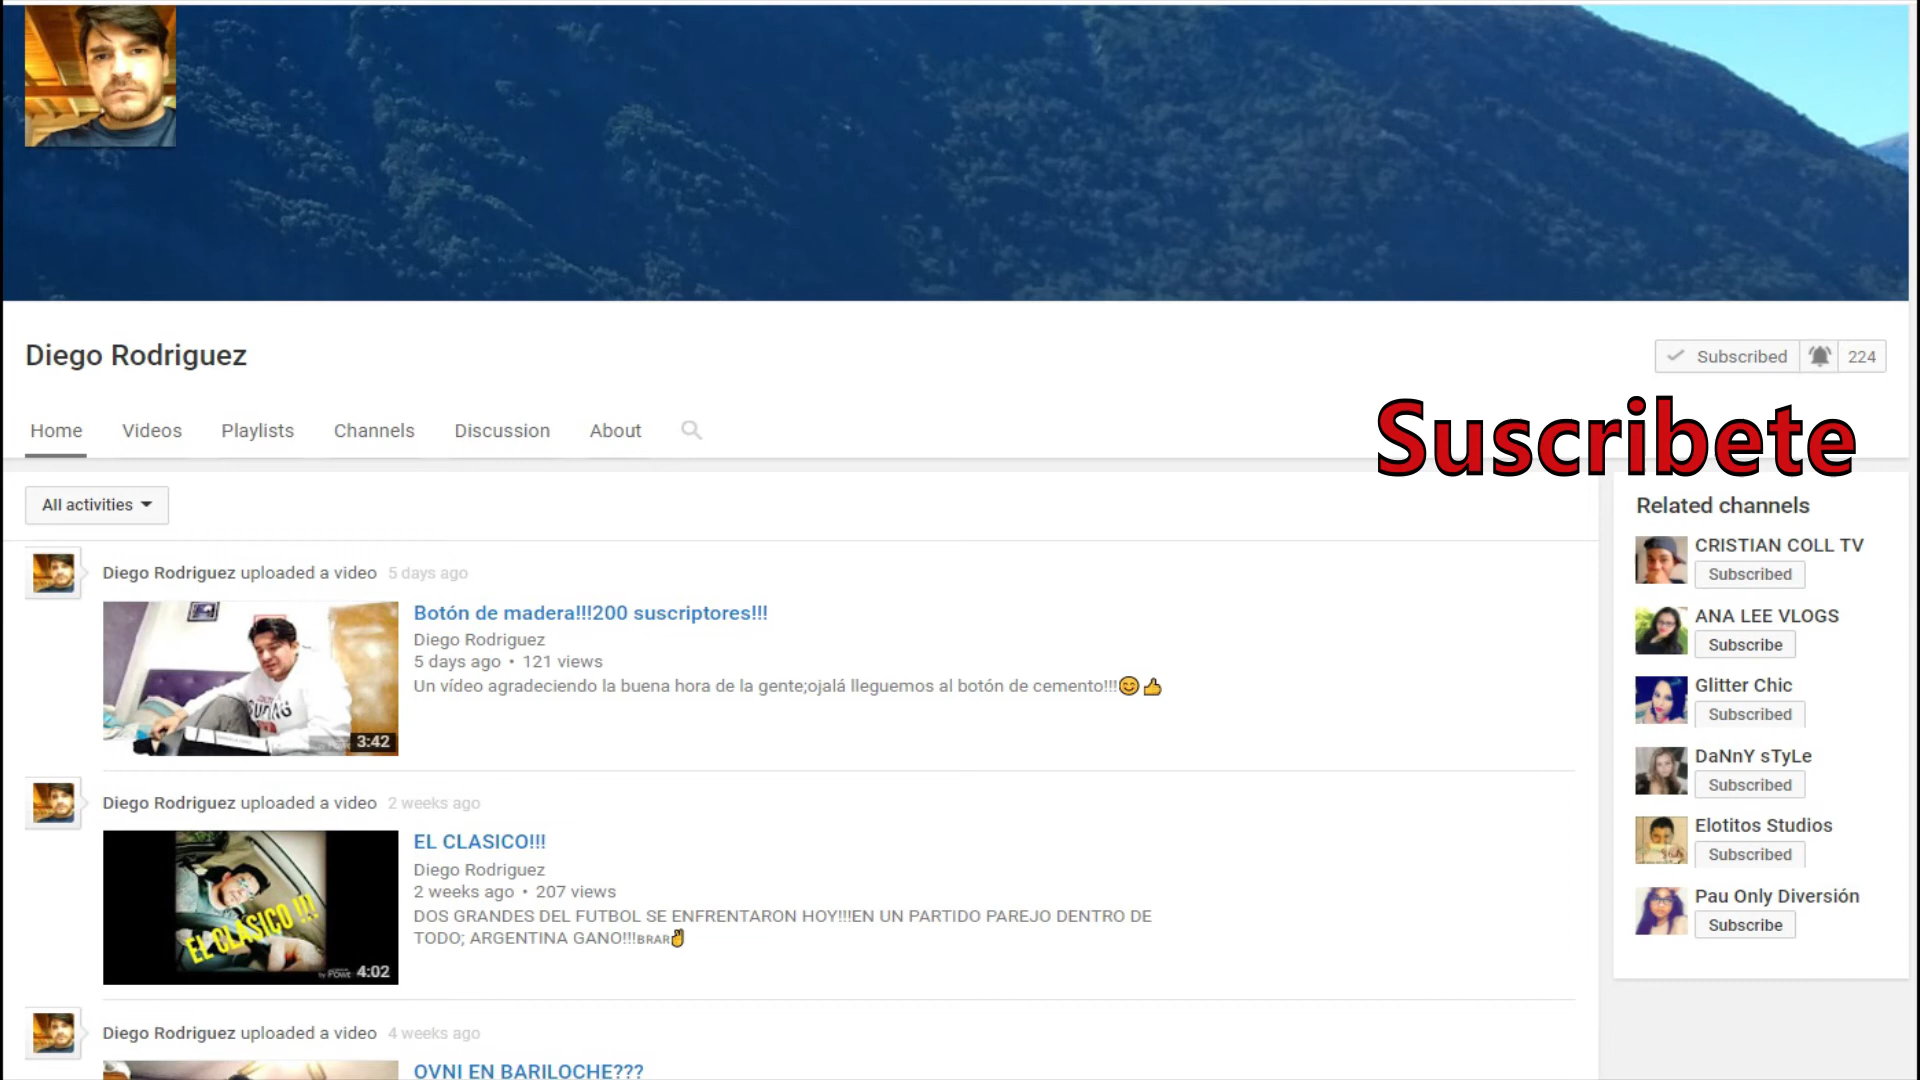 Diego Rodriguez
Subscribed 224
Suscribete
Home Videos Playlists Channels Discussion About
All activities
Diego Rodriguez uploaded a video 5 days ago
Botón de madera!!!200 suscriptores!!!
Diego Rodriguez
5 days ago • 121 views
Un vídeo agradeciendo la buena hora de la gente;ojalá lleguemos al botón de cemento!!!😊👍
3:42
Diego Rodriguez uploaded a video 2 weeks ago
EL CLASICO!!!
Diego Rodriguez
2 weeks ago • 207 views
DOS GRANDES DEL FUTBOL SE ENFRENTARON HOY!!!EN UN PARTIDO PAREJO DENTRO DE
TODO; ARGENTINA GANO!!!BRAR✌
EL CLASICO !!!
4:02
Diego Rodriguez uploaded a video 4 weeks ago
OVNI EN BARILOCHE???
Related channels
CRISTIAN COLL TV
Subscribed
ANA LEE VLOGS
Subscribe
Glitter Chic
Subscribed
DaNnY sTyLe
Subscribed
Elotitos Studios
Subscribed
Pau Only Diversión
Subscribe